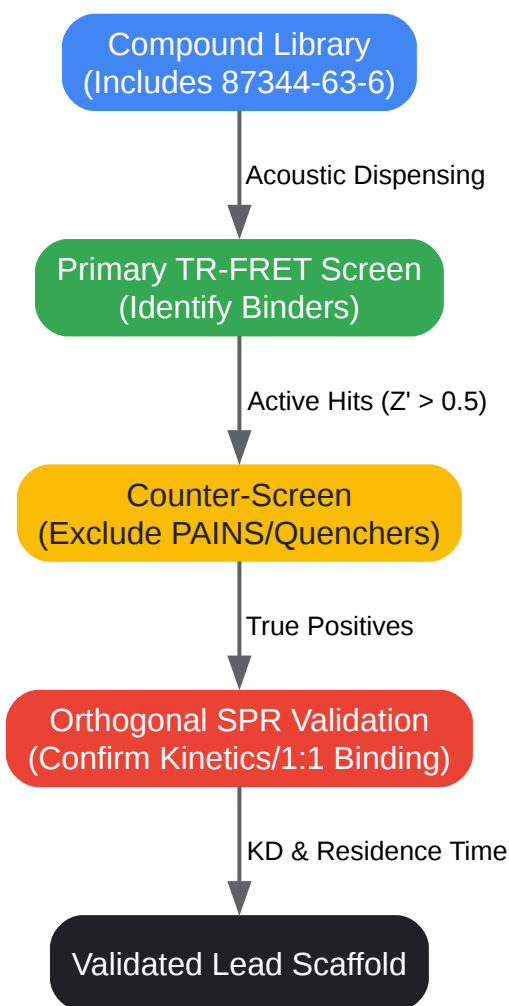 Compound Library
(Includes 87344-63-6)
Acoustic Dispensing
Primary TR-FRET Screen
(Identify Binders)
Active Hits (Z' > 0.5)
Counter-Screen
(Exclude PAINS/Quenchers)
True Positives
Orthogonal SPR Validation
(Confirm Kinetics/1:1 Binding)
KD & Residence Time
Validated Lead Scaffold